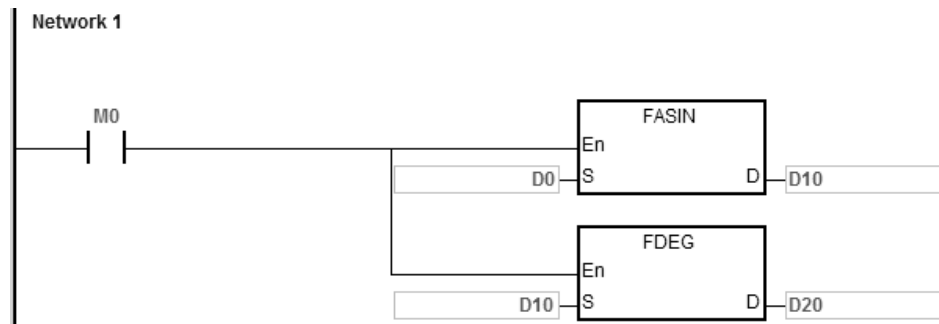 Network 1
M0
FASIN
En
D0 S D D10
FDEG
En
D10 S D D20